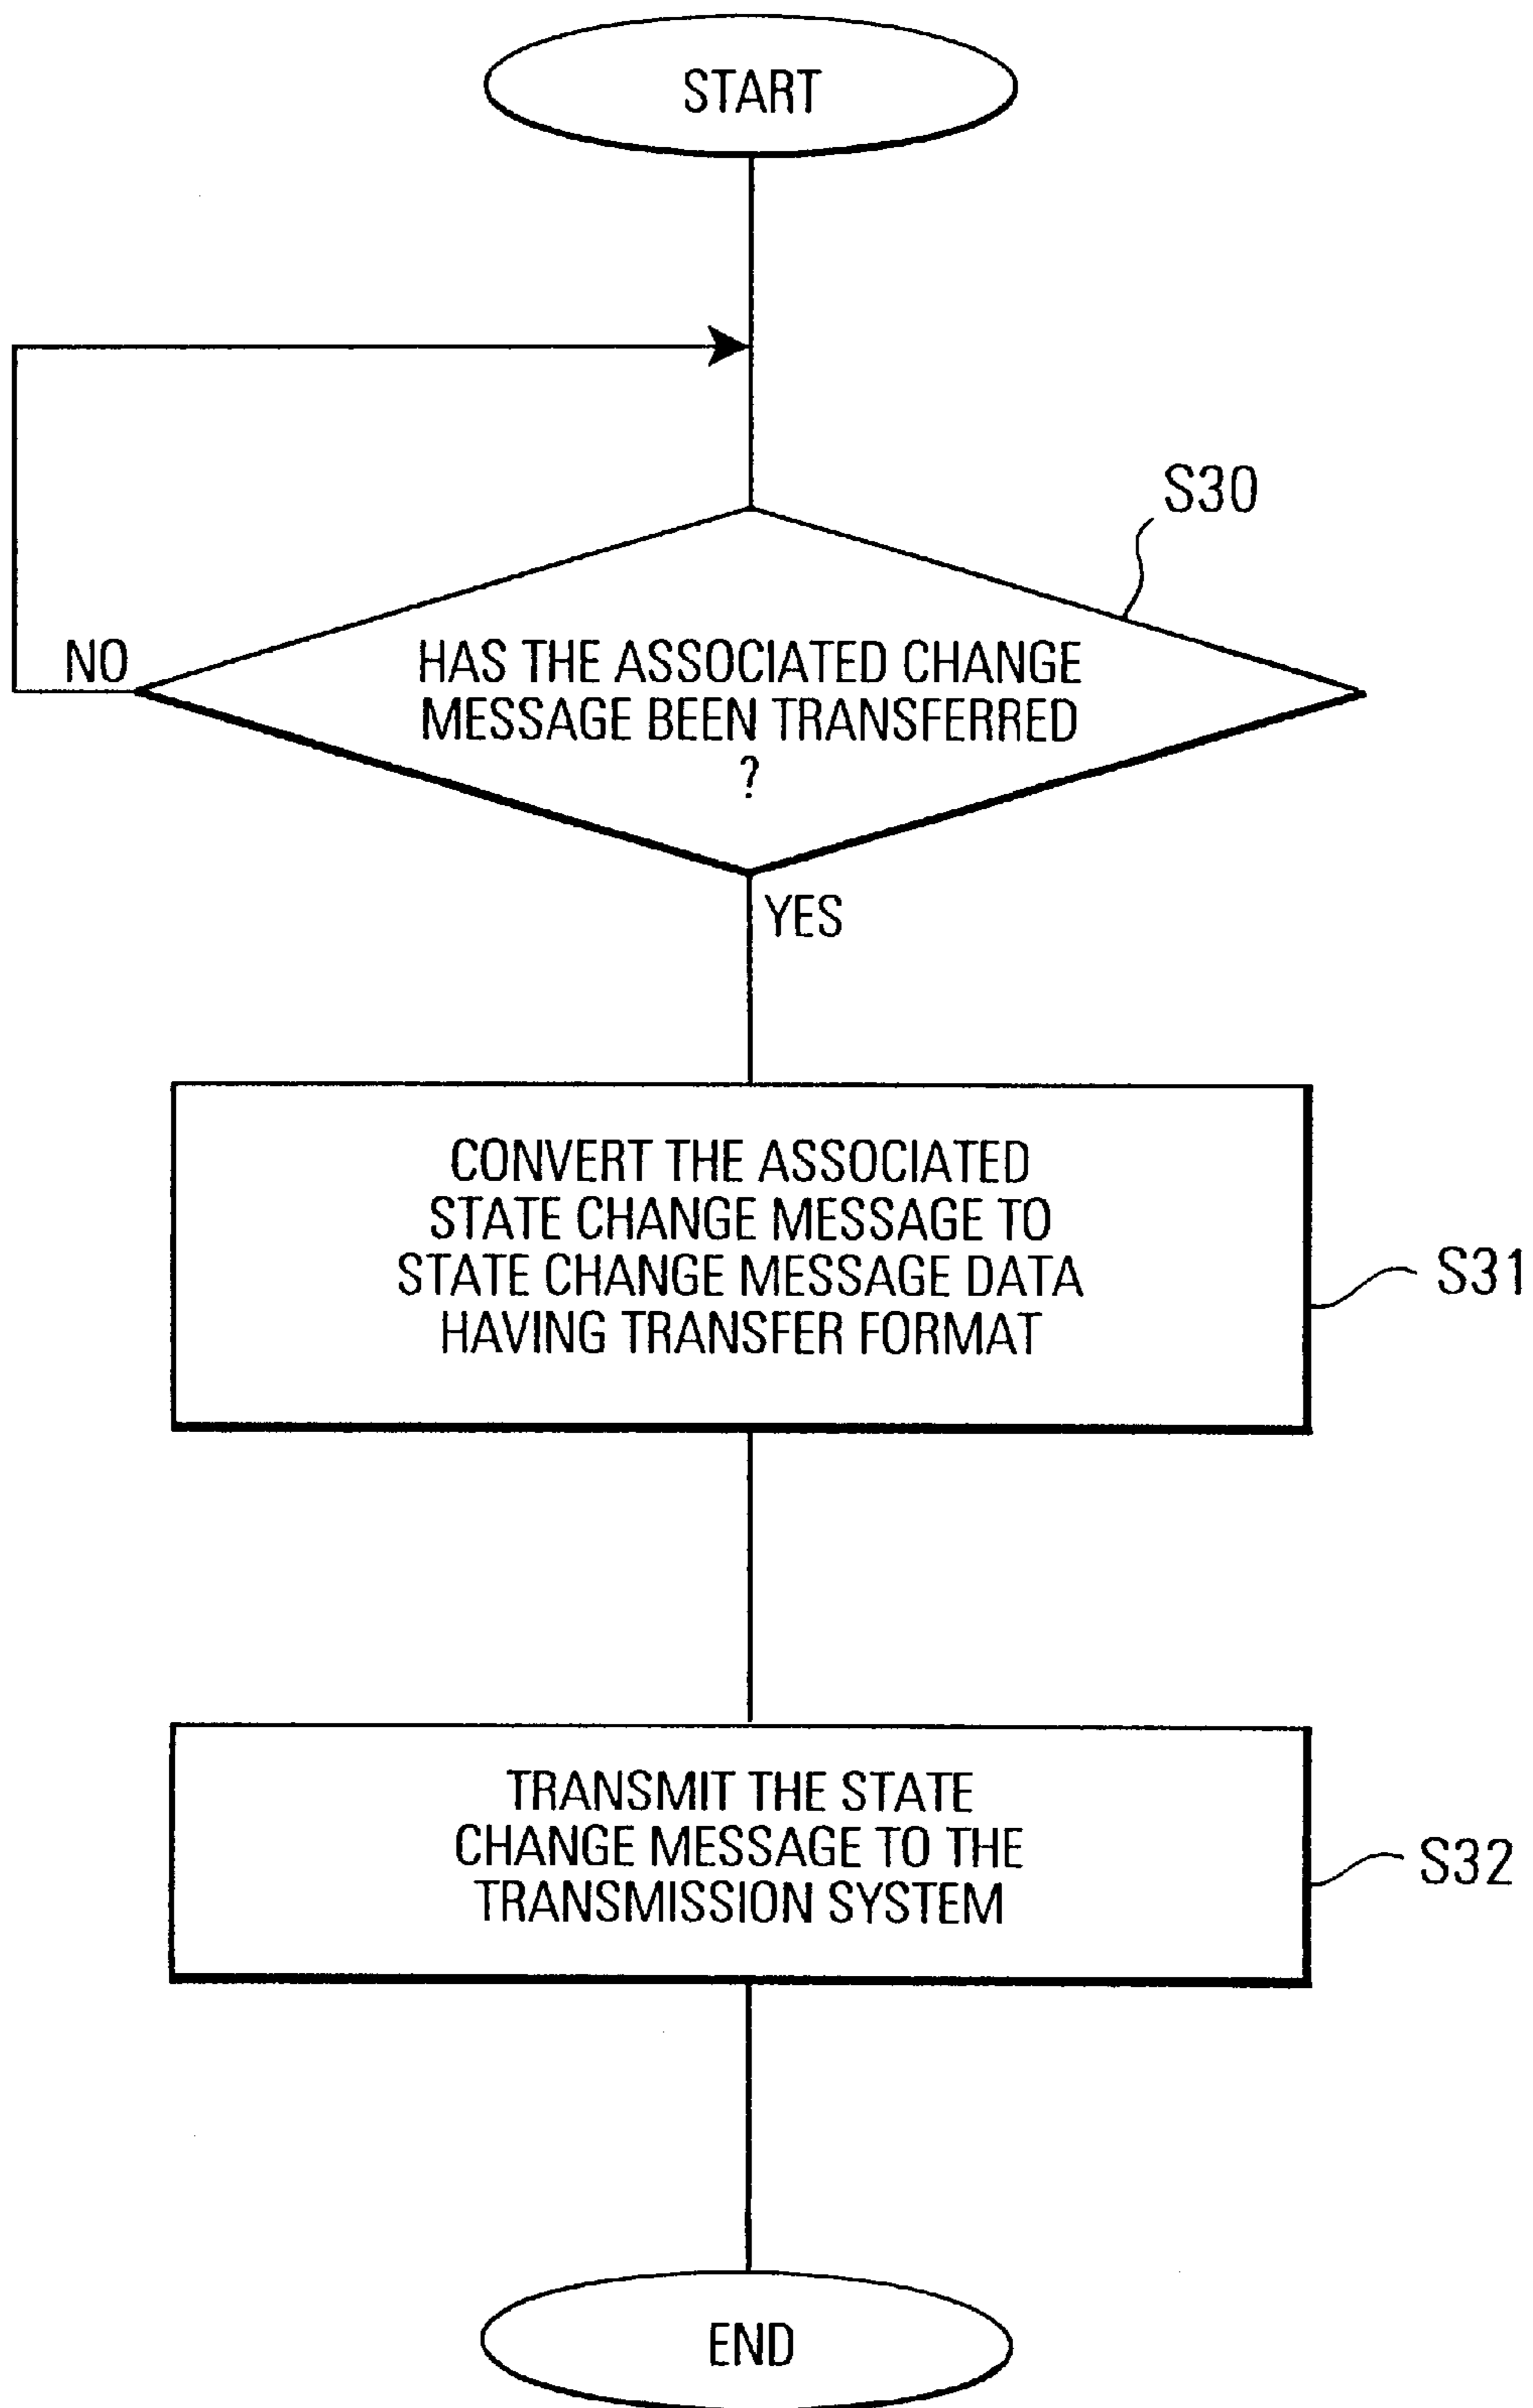 START
S30
NO
HAS THE ASSOCIATED CHANGE
MESSAGE BEEN TRANSFERRED
?
YES
CONVERT THE ASSOCIATED
STATE CHANGE MESSAGE TO
STATE CHANGE MESSAGE DATA
HAVING TRANSFER FORMAT
S31
TRANSMIT THE STATE
CHANGE MESSAGE TO THE
TRANSMISSION SYSTEM
S32
END